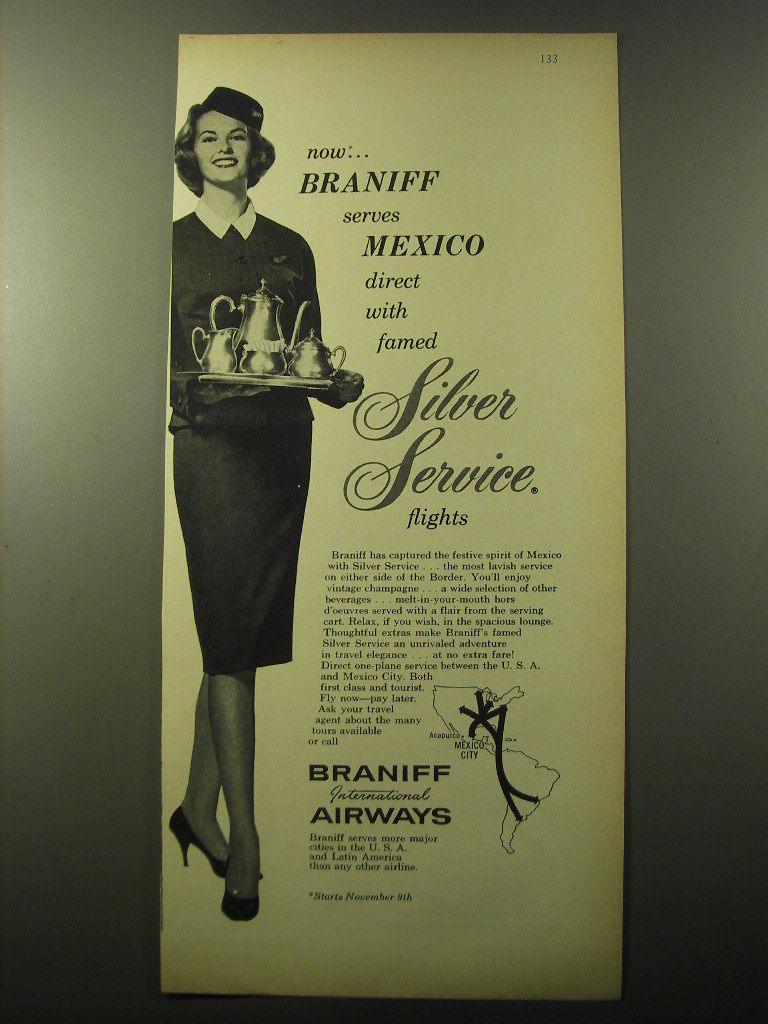 133
now*...
BRANIFF
serves
MEXICO
direct
with
famed
Silver
Service®
flights
Braniff has captured the festive spirit of Mexico
with Silver Service . . . the most lavish service
on either side of the Border. You'll enjoy
vintage champagne . . . a wide selection of other
beverages . . . melt-in-your-mouth hors
d'oeuvres served with a flair from the serving
cart. Relax, if you wish, in the spacious lounge.
Thoughtful extras make Braniff's famed
Silver Service an unrivaled adventure
in travel elegance . . . at no extra fare!
Direct one-plane service between the U. S. A.
and Mexico City. Both
first class and tourist.
Fly now—pay later.
Ask your travel
agent about the many
tours available
or call
Acapulco
MEXICO
CITY
BRANIFF
International
AIRWAYS
Braniff serves more major
cities in the U. S. A.
and Latin America
than any other airline.
*Starts November 9th